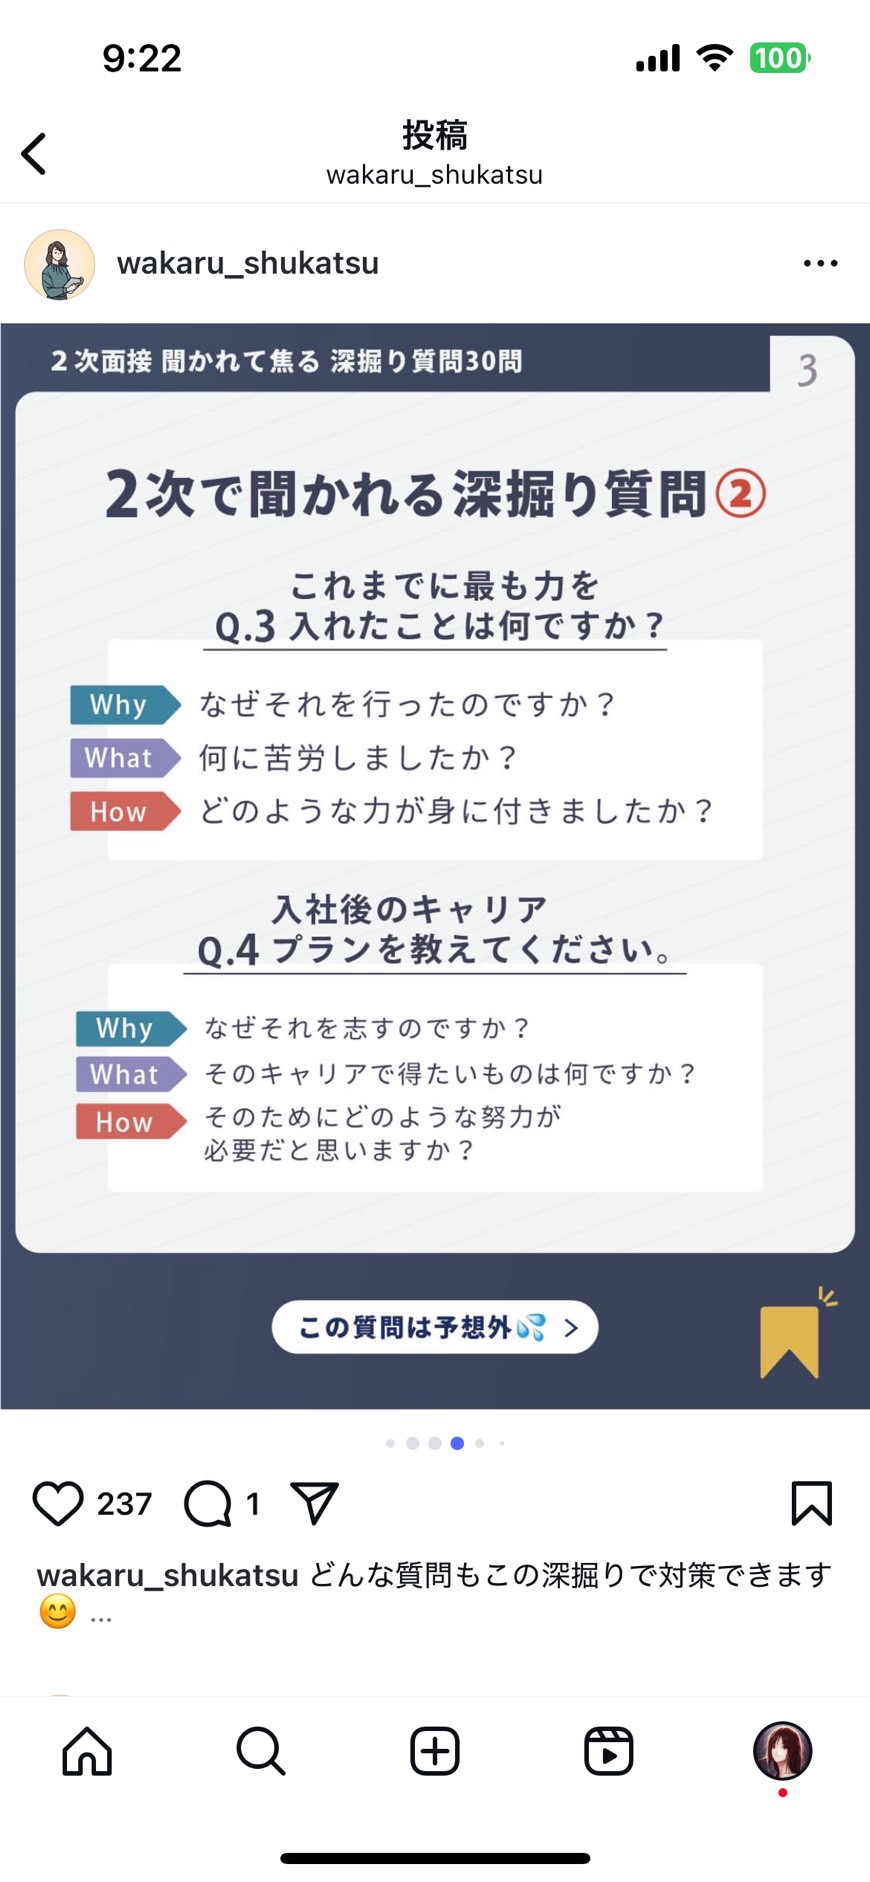 9:22
100
投稿
wakaru_shukatsu
wakaru_shukatsu
２次面接 聞かれて焦る 深掘り質問30問
3
2次で聞かれる深掘り質問②
これまでに最も力を
Q.3 入れたことは何ですか？
Why なぜそれを行ったのですか？
What 何に苦労しましたか？
How どのような力が身に付きましたか？
入社後のキャリア
Q.4 プランを教えてください。
Why なぜそれを志すのですか？
What そのキャリアで得たいものは何ですか？
How そのためにどのような努力が
必要だと思いますか？
この質問は予想外💦 >
237 1
wakaru_shukatsu どんな質問もこの深掘りで対策できます
😊 ...